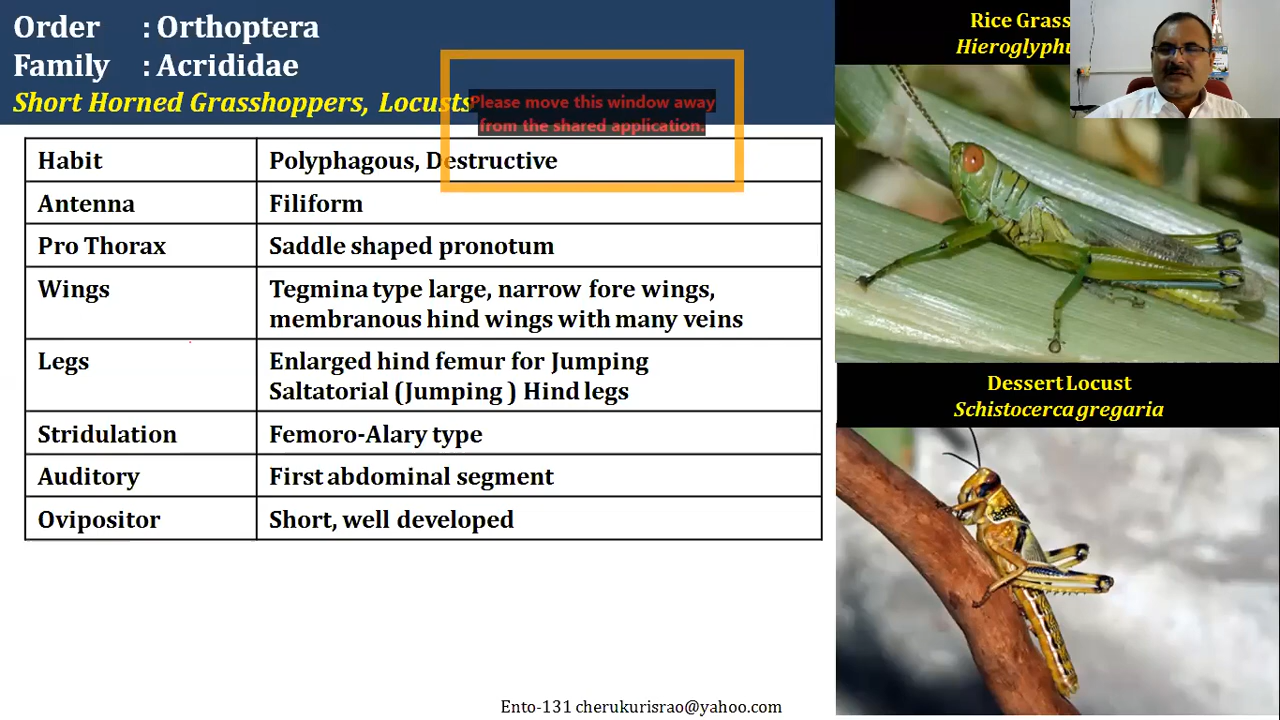 Order : Orthoptera
Family : Acrididae
Short Horned Grasshoppers, Locusts
Please move this window away
from the shared application.
Habit Polyphagous, Destructive
Antenna Filiform
Pro Thorax Saddle shaped pronotum
Wings Tegmina type large, narrow fore wings,
membranous hind wings with many veins
Legs Enlarged hind femur for Jumping
Saltatorial (Jumping ) Hind legs
Stridulation Femoro-Alary type
Auditory First abdominal segment
Ovipositor Short, well developed
Rice
Dessert Locust
Schistocerca gregaria
Ento-131 cherukurisrao@yahoo.com